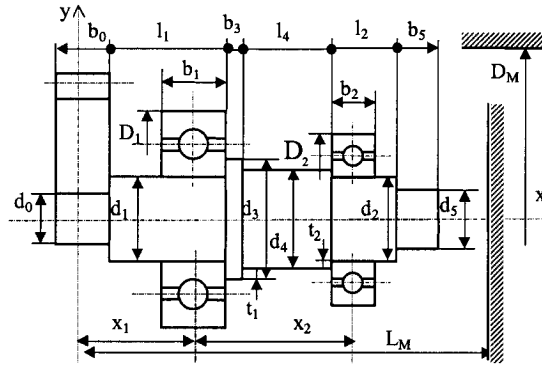 y
b0 l1 b3 l4 l2 b5
b1
b2
DM
D1
D2
x
d0 d1 d3 d4 t2 d2 d5
t1
x1 x2
LM